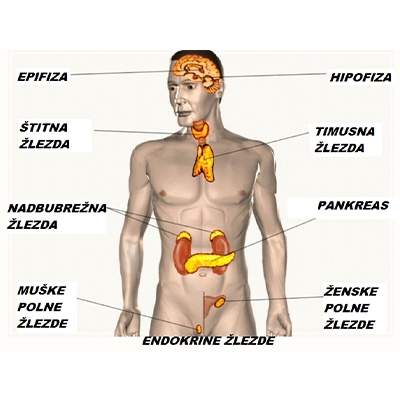 EPIFIZA
HIPOFIZA
ŠTITNA
ŽLEZDA
TIMUSNA
ŽLEZDA
NADBUBREŽNA
ŽLEZDA
PANKREAS
MUŠKE
POLNE
ŽLEZDE
ŽENSKE
POLNE
ŽLEZDE
ENDOKRINE ŽLEZDE